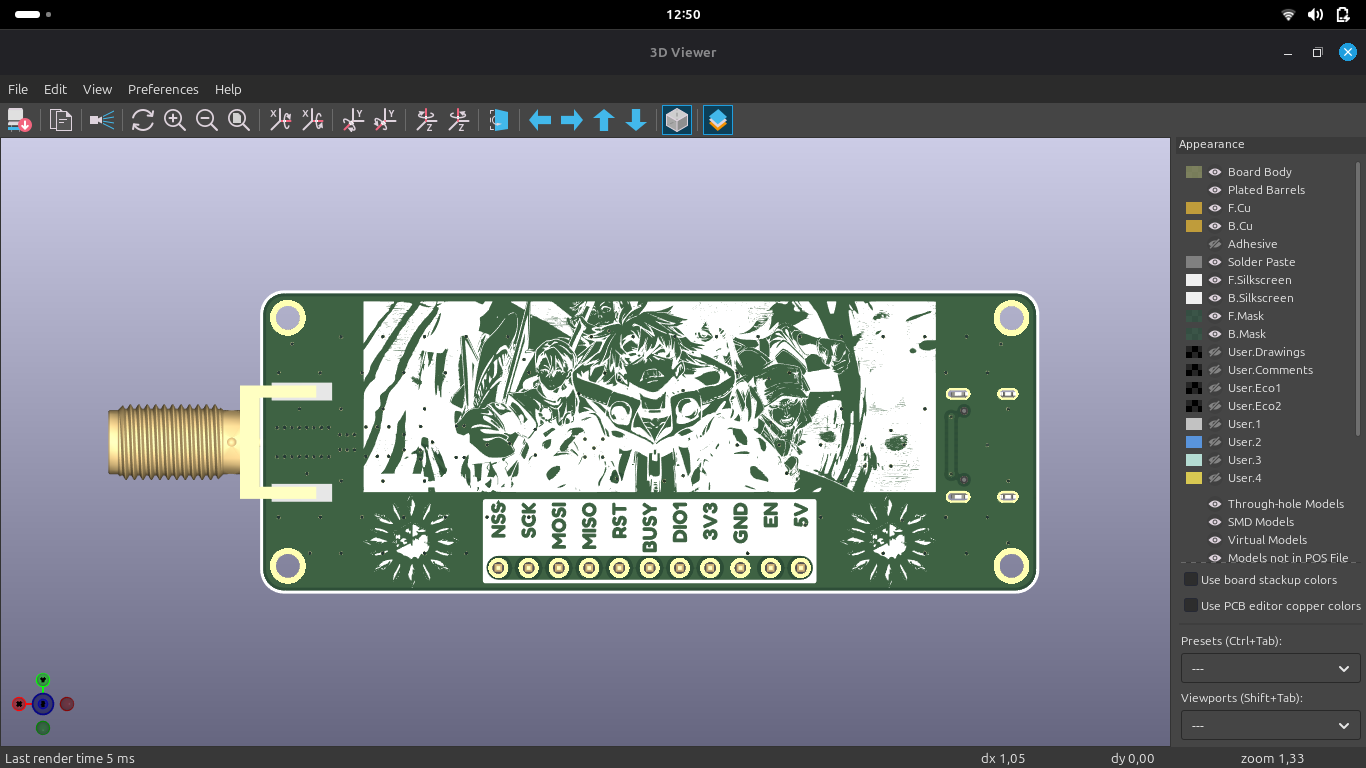 12:50
3D Viewer
File Edit View Preferences Help
X Y X Y Y Y Z Z
Appearance
Board Body
Plated Barrels
F.Cu
B.Cu
Adhesive
Solder Paste
F.Silkscreen
B.Silkscreen
F.Mask
B.Mask
User.Drawings
User.Comments
User.Eco1
User.Eco2
User.1
User.2
User.3
User.4
Through-hole Models
SMD Models
Virtual Models
Models not in POS File
Use board stackup colors
Use PCB editor copper colors
Presets (Ctrl+Tab):
---
Viewports (Shift+Tab):
---
NSS SGK MOSI MISO RST BUSY DIO1 3V3 GND EN 5V
Last render time 5 ms dx 1,05 dy 0,00 zoom 1,33